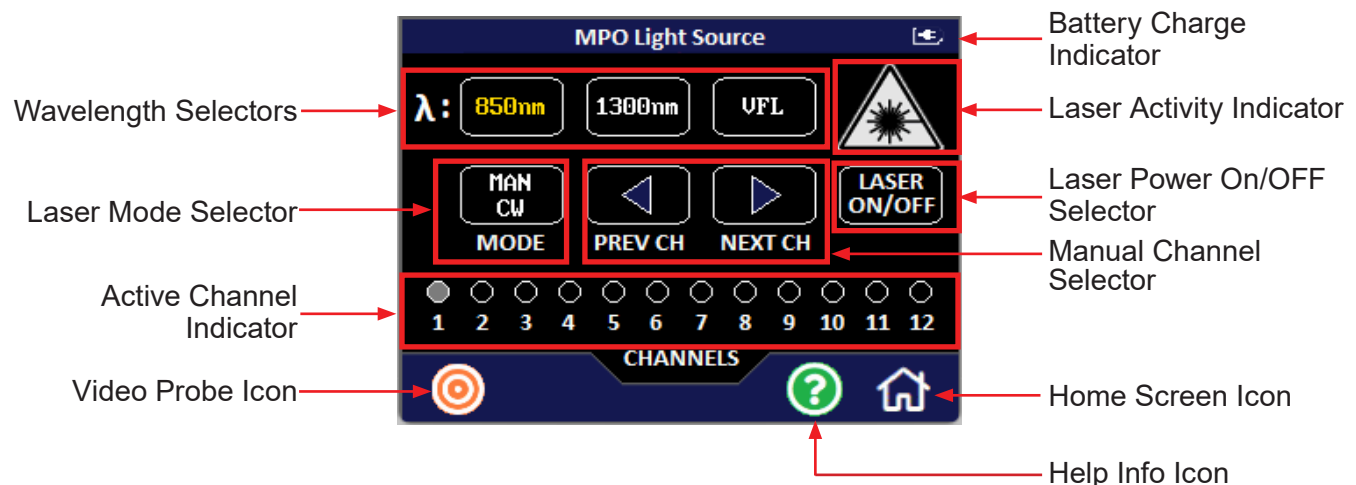 MPO Light Source
Battery Charge
Indicator
Wavelength Selectors
λ:
850nm
1300nm
VFL
Laser Activity Indicator
Laser Mode Selector
MAN
CW
MODE
PREV CH
NEXT CH
LASER
ON/OFF
Laser Power On/OFF
Selector
Manual Channel
Selector
Active Channel
Indicator
1 2 3 4 5 6 7 8 9 10 11 12
CHANNELS
Video Probe Icon
?
Home Screen Icon
Help Info Icon